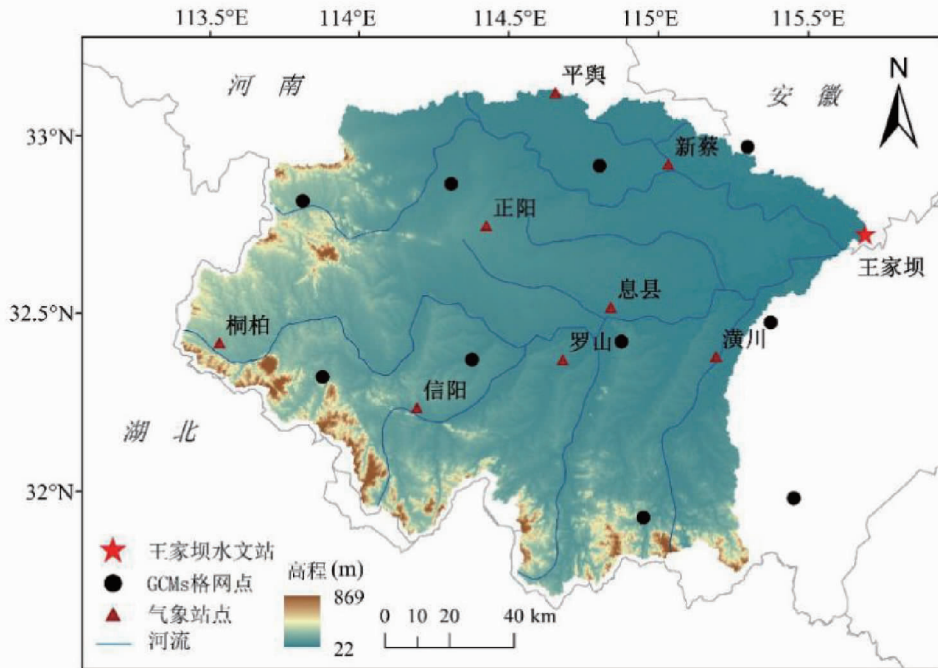 113.5°E 114°E 114.5°E 115°E 115.5°E
河 南
平舆
安 徽
N
33°N
新蔡
正阳
王家坝
息县
32.5°N
桐柏
罗山
潢川
信阳
湖 北
32°N
王家坝水文站
GCMs格网点
气象站点
河流
高程 (m)
869
22
0 10 20 40 km